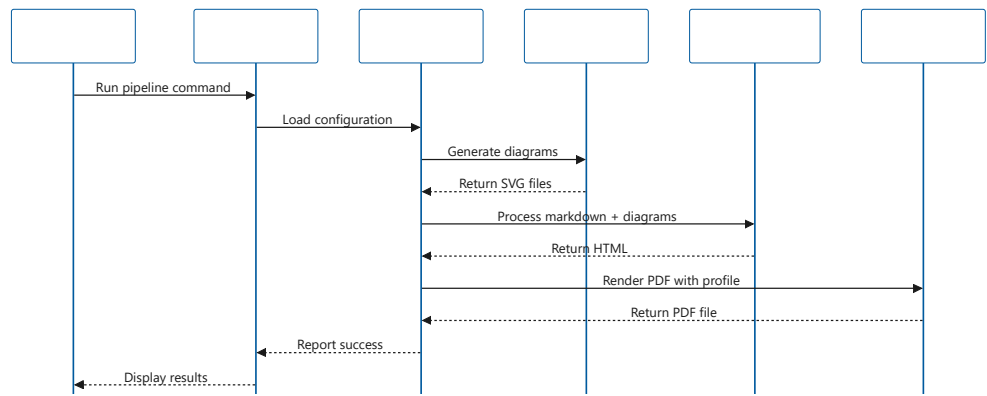 Run pipeline command
Load configuration
Generate diagrams
Return SVG files
Process markdown + diagrams
Return HTML
Render PDF with profile
Return PDF file
Report success
Display results